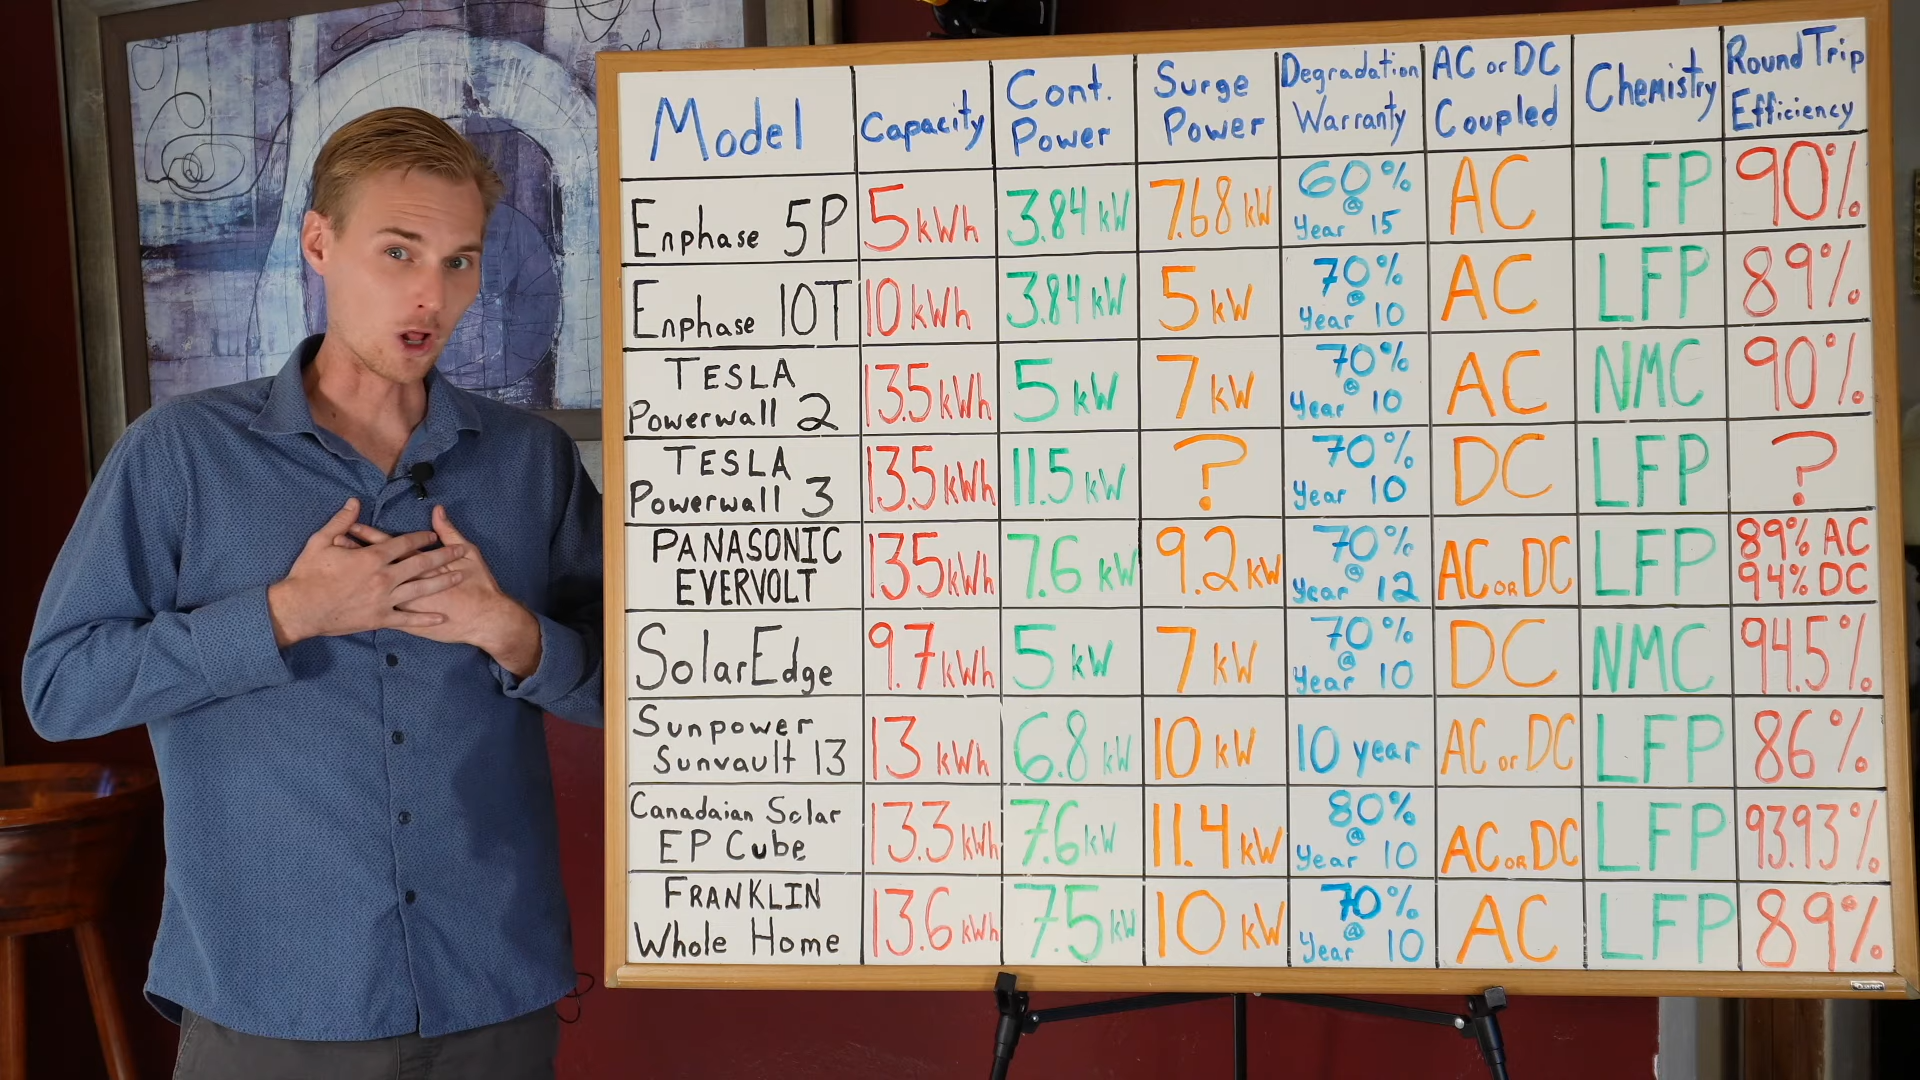 Model Capacity Cont. Power Surge Power Degradation Warranty AC or DC Coupled Chemistry Round Trip Efficiency
Enphase 5P 5 kWh 3.84 kW 7.68 kW 60% @ Year 15 AC LFP 90%
Enphase 10T 10 kWh 3.84 kW 5 kW 70% @ Year 10 AC LFP 89%
TESLA Powerwall 2 13.5 kWh 5 kW 7 kW 70% @ Year 10 AC NMC 90%
TESLA Powerwall 3 13.5 kWh 11.5 kW ? 70% @ Year 10 DC LFP ?
PANASONIC EVERVOLT 13.5 kWh 7.6 kW 9.2 kW 70% @ Year 12 AC OR DC LFP 89% AC 94% DC
SolarEdge 9.7 kWh 5 kW 7 kW 70% @ Year 10 DC NMC 94.5%
Sunpower Sunvault 13 13 kWh 6.8 kW 10 kW 10 year AC or DC LFP 86%
Canadaian Solar EP Cube 13.3 kWh 7.6 kW 11.4 kW 80% @ Year 10 AC OR DC LFP 93.93%
FRANKLIN Whole Home 13.6 kWh 7.5 kW 10 kW 70% @ Year 10 AC LFP 89%
Quartet